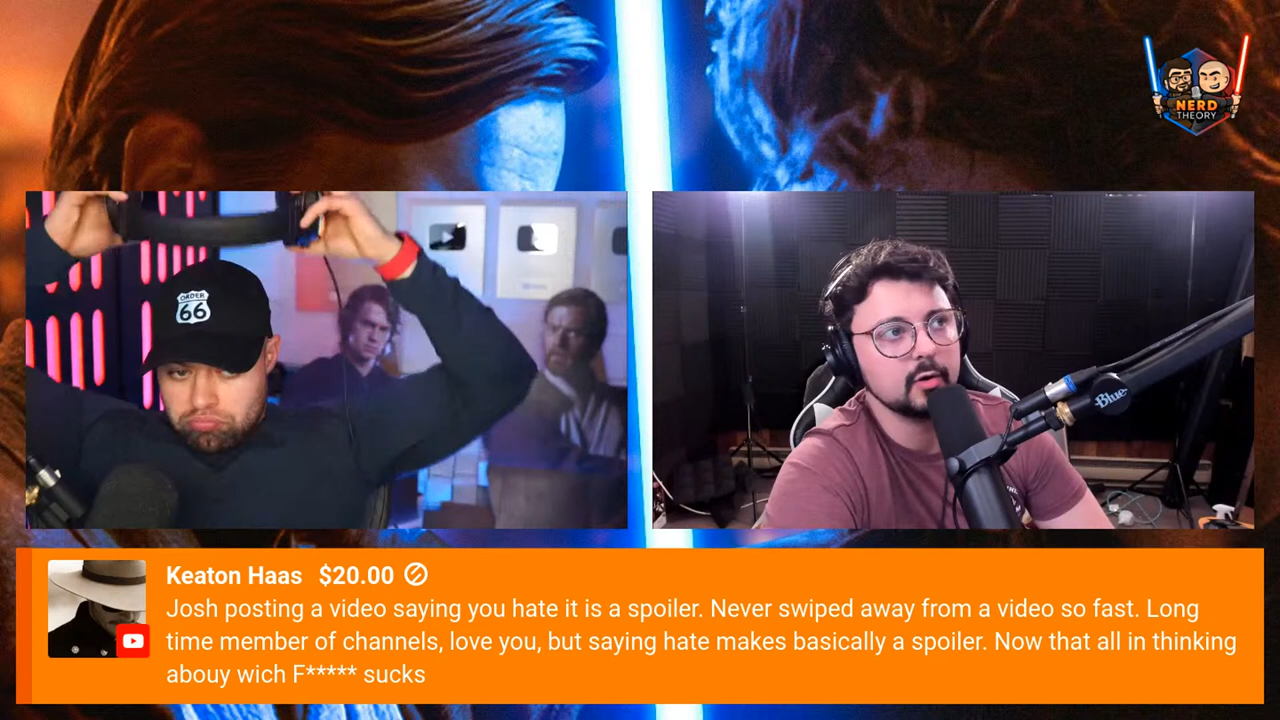 NERD
THEORY
ORDER
66
Blue
Keaton Haas $20.00
Josh posting a video saying you hate it is a spoiler. Never swiped away from a video so fast. Long
time member of channels, love you, but saying hate makes basically a spoiler. Now that all in thinking
abouy wich F***** sucks